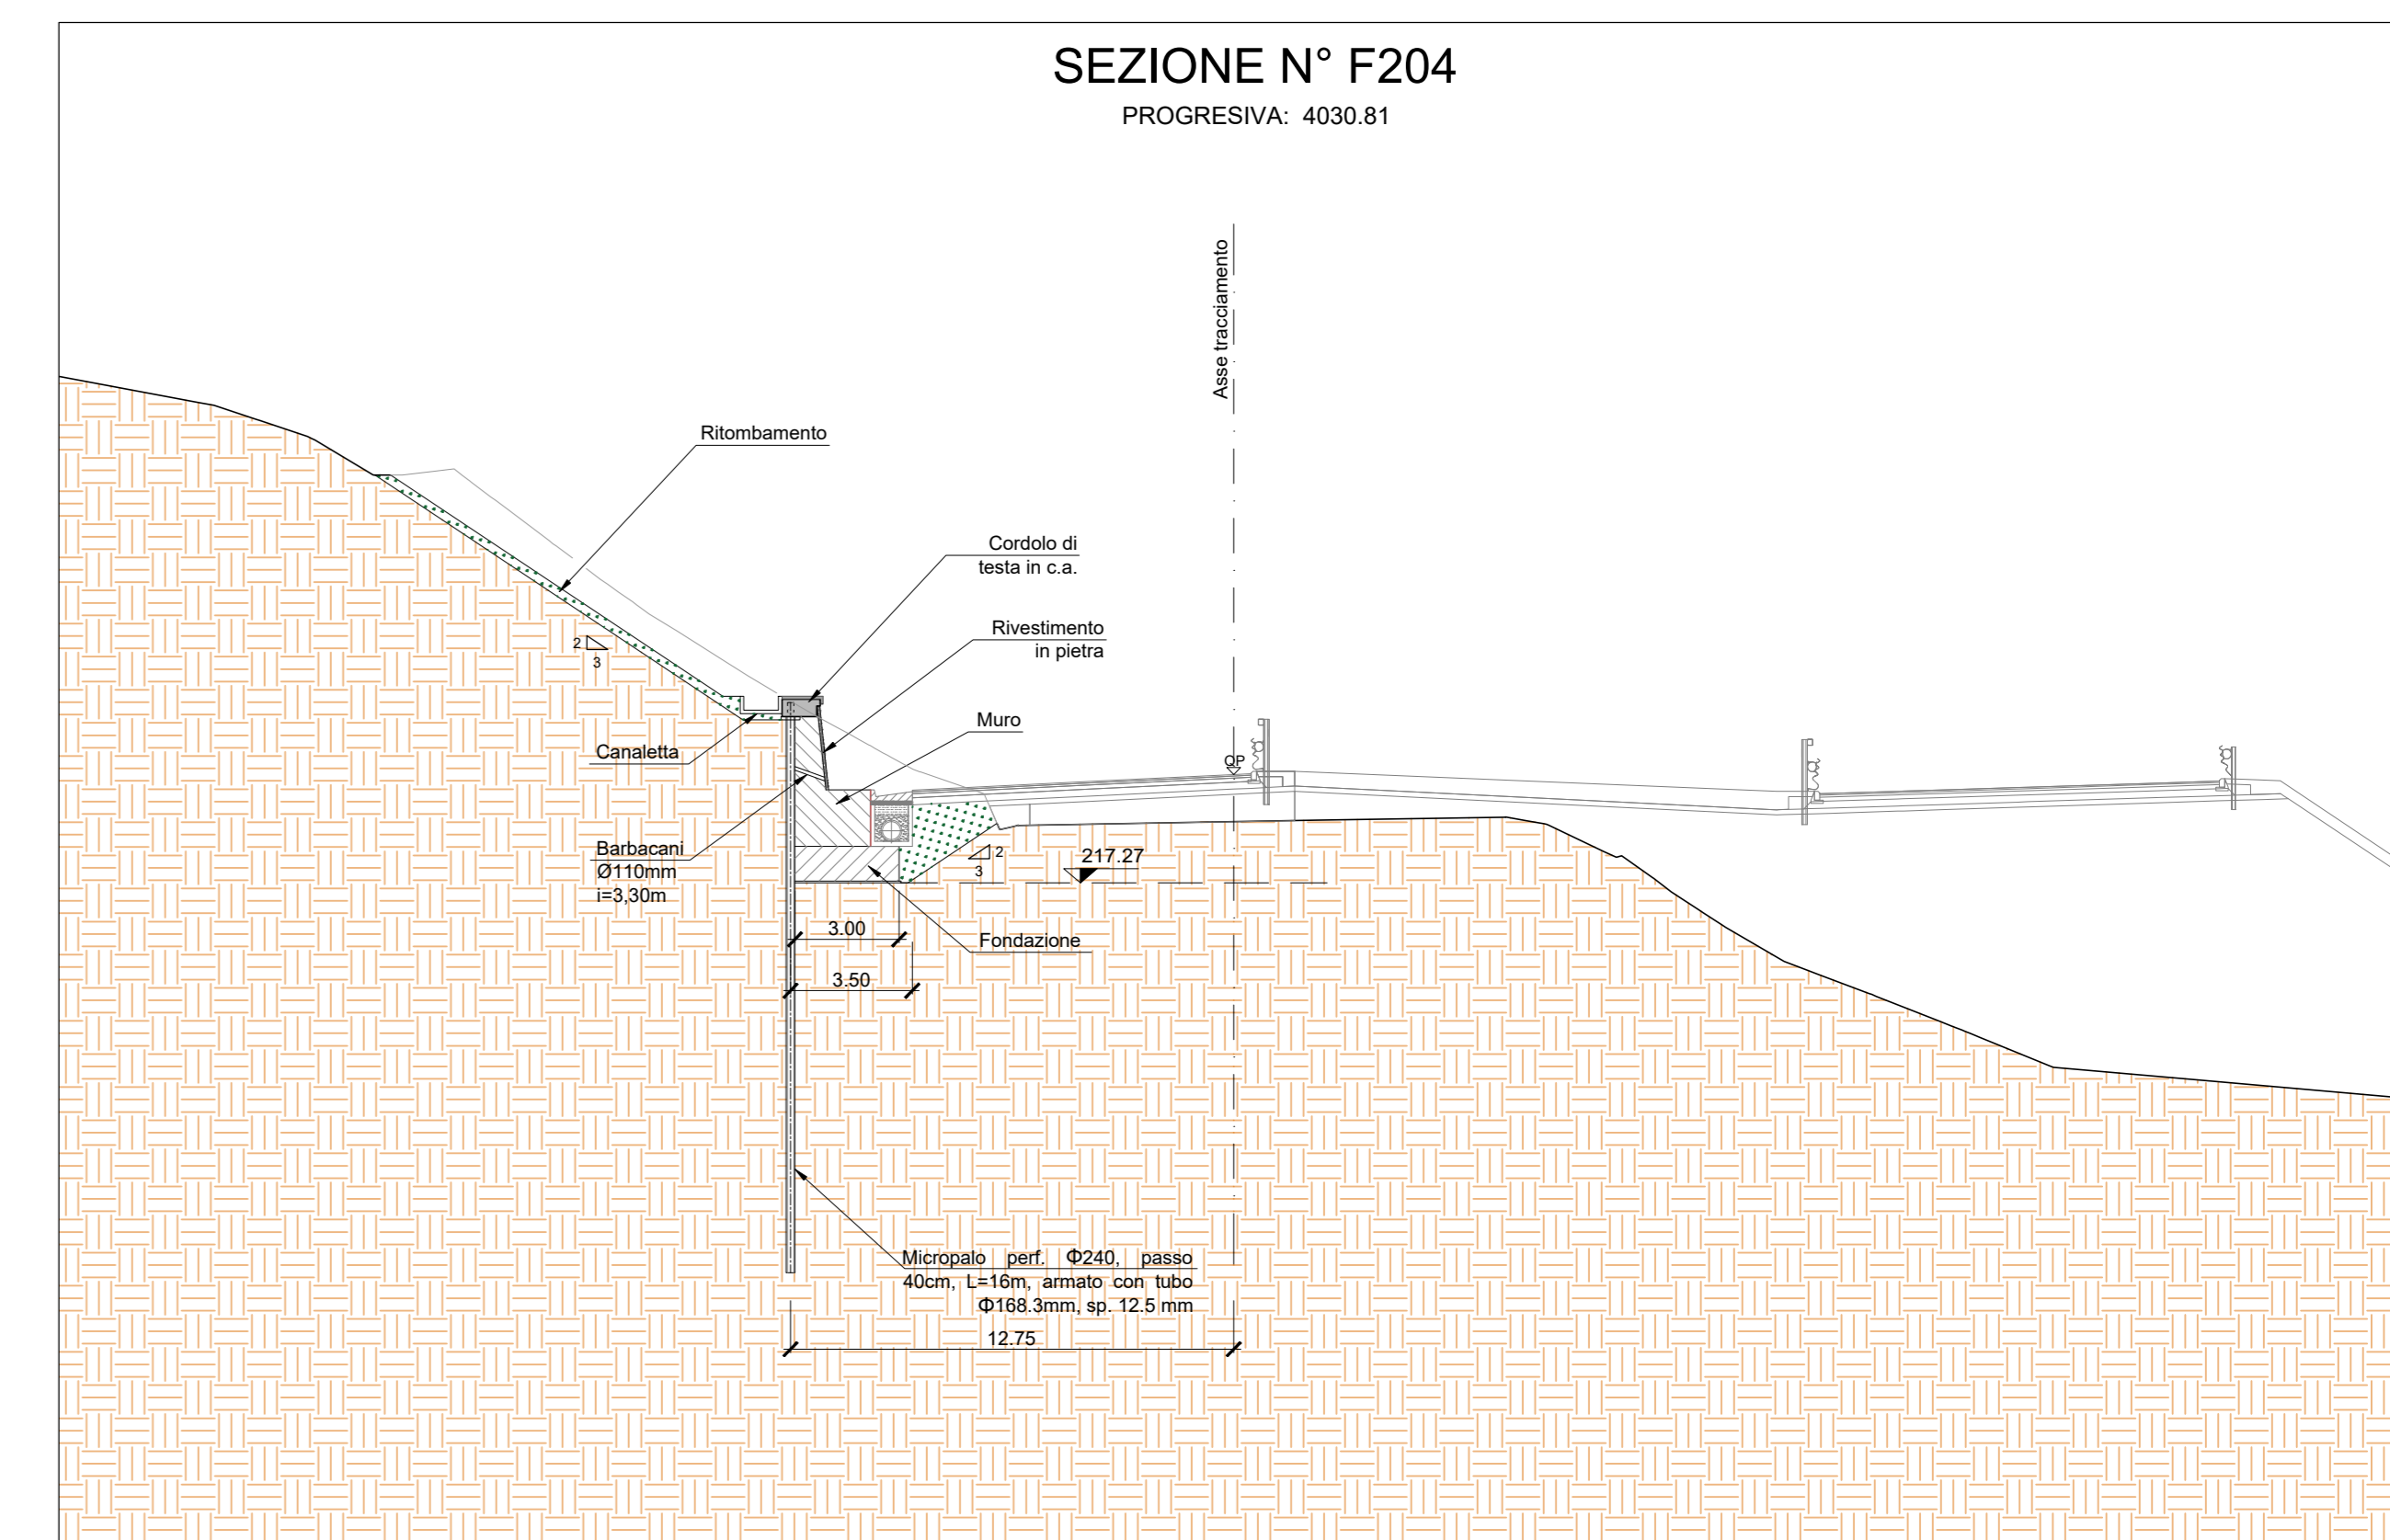 SEZIONE N° F204
PROGRESIVA: 4030.81
Asse tracciamento
Ritombamento
Cordolo di
testa in c.a.
Rivestimento
in pietra
2
3
Muro
Canaletta
QP
Barbacani
Ø110mm
i=3,30m
2
3
217.27
3.00
Fondazione
3.50
Micropalo perf. Φ240, passo
40cm, L=16m, armato con tubo
Φ168.3mm, sp. 12.5 mm
12.75